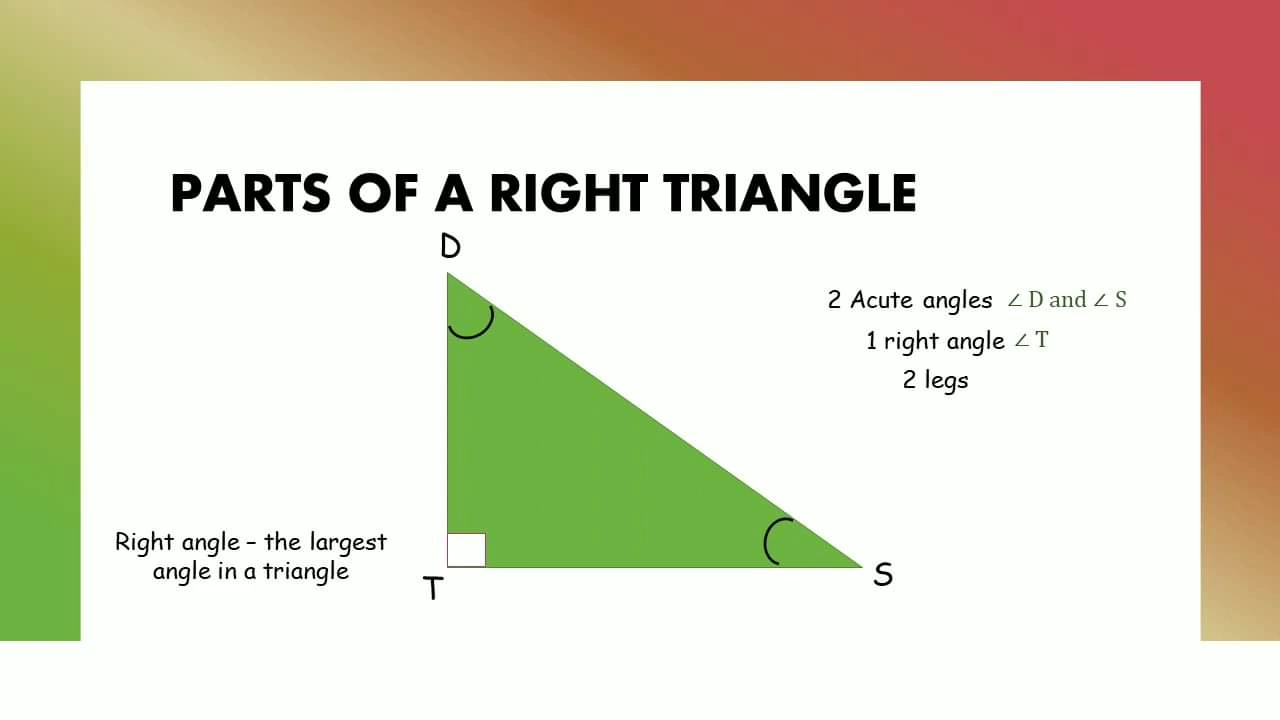 PARTS OF A RIGHT TRIANGLE
D
2 Acute angles ∠ D and ∠ S
1 right angle ∠ T
2 legs
Right angle – the largest
angle in a triangle
T
S